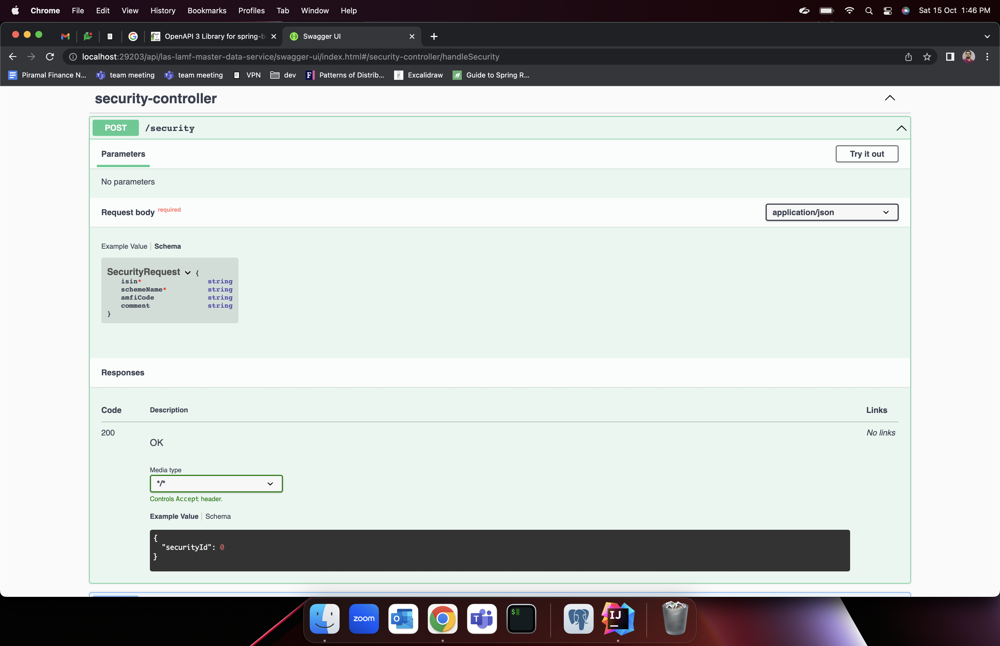 Chrome File Edit View History Bookmarks Profiles Tab Window Help Sat 15 Oct 1:46 PM
OpenAPI 3 Library for spring-b Swagger UI
localhost:29203/api/las-lamf-master-data-service/swagger-ui/index.html#/security-controller/handleSecurity
Piramal Finance N... team meeting team meeting VPN dev Patterns of Distrib... Excalidraw Guide to Spring R...
security-controller
POST /security
Parameters Try it out
No parameters
Request body required application/json
Example Value Schema
SecurityRequest {
isin* string
schemeName* string
amfiCode string
comment string
}
Responses
Code Description Links
200 No links
OK
Media type
*/*
Controls Accept header.
Example Value Schema
{
"securityId": 0
}
zoom O T $ IJ